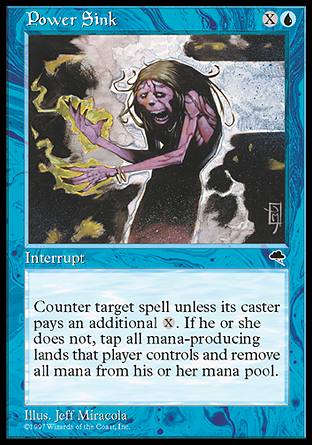 Power Sink X
Interrupt
Counter target spell unless its caster
pays an additional X. If he or she
does not, tap all mana-producing
lands that player controls and remove
all mana from his or her mana pool.
Illus. Jeff Miracola
©1997 Wizards of the Coast, Inc.